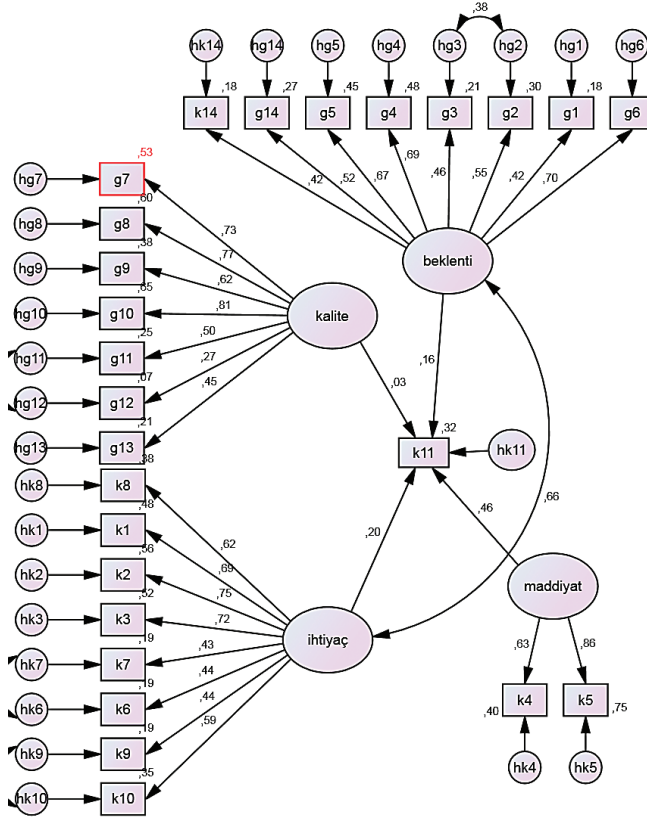 ,38
hk14 hg14 hg5 hg4 hg3 hg2 hg1 hg6
,18 ,27 ,45 ,48 ,21 ,30 ,18
k14 g14 g5 g4 g3 g2 g1 g6
,42 ,52 ,67 ,69 ,46 ,55 ,42 ,70
,53
hg7 g7
,60
hg8 g8 ,73
,38 ,77
hg9 g9 ,62 beklenti
,65
hg10 g10 ,81 kalite
,25 ,50
hg11 g11 ,27 ,16
,07 ,03
hg12 g12 ,45
,21 ,32
hg13 g13 k11 hk11
,38
hk8 k8
,48 ,66
hk1 k1 ,62 ,20 ,46
,56 ,69
hk2 k2 ,75 maddiyat
,52
hk3 k3 ,72 ihtiyaç
,19 ,43
hk7 k7 ,44 ,63 ,86
,19
hk6 k6 ,44 k4 k5
,19 ,59 ,40 ,75
hk9 k9
,35 hk4 hk5
hk10 k10